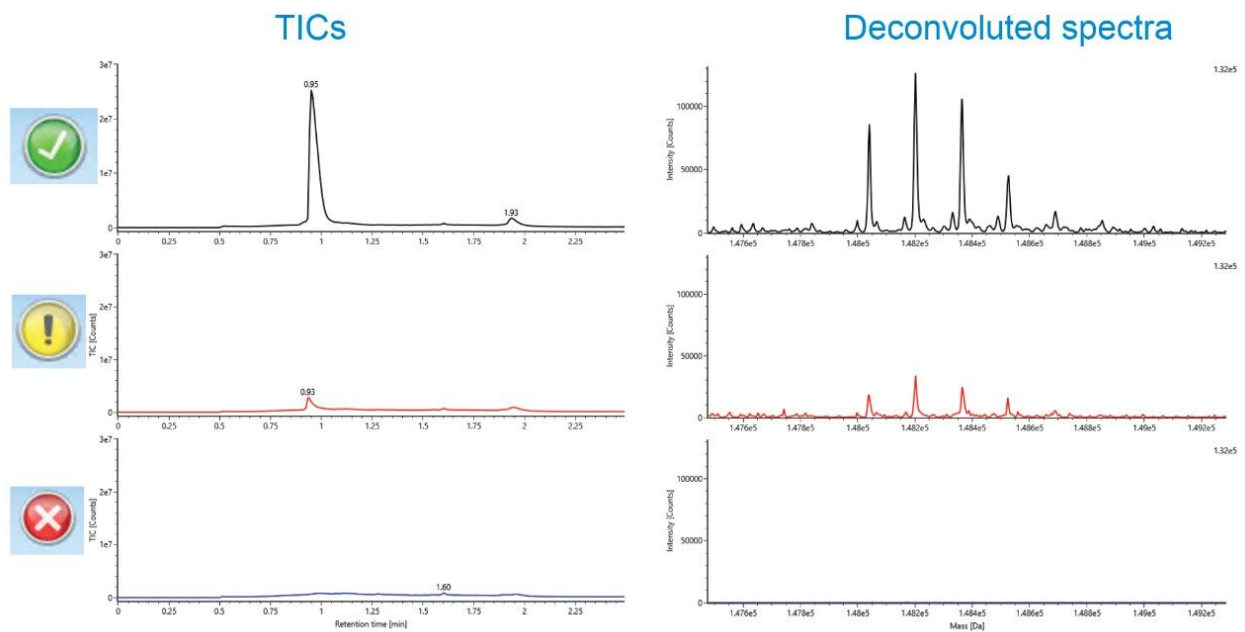 TICs
Deconvoluted spectra
3e7
2e7
1e7
0
0.95
1.93
0 0.25 0.5 0.75 1 1.25 1.5 1.75 2 2.25
Intensity [Counts]
100000
50000
0
1.32e5
1.476e5 1.478e5 1.48e5 1.482e5 1.484e5 1.486e5 1.488e5 1.49e5 1.492e5
TIC [Counts]
3e7
2e7
1e7
0
0.93
0 0.25 0.5 0.75 1 1.25 1.5 1.75 2 2.25
Intensity [Counts]
100000
50000
0
1.32e5
1.476e5 1.478e5 1.48e5 1.482e5 1.484e5 1.486e5 1.488e5 1.49e5 1.492e5
TIC [Counts]
3e7
2e7
1e7
0
1.60
0 0.25 0.5 0.75 1 1.25 1.5 1.75 2 2.25
Retention time [min]
Intensity [Counts]
100000
50000
0
1.32e5
1.476e5 1.478e5 1.48e5 1.482e5 1.484e5 1.486e5 1.488e5 1.49e5 1.492e5
Mass [Da]